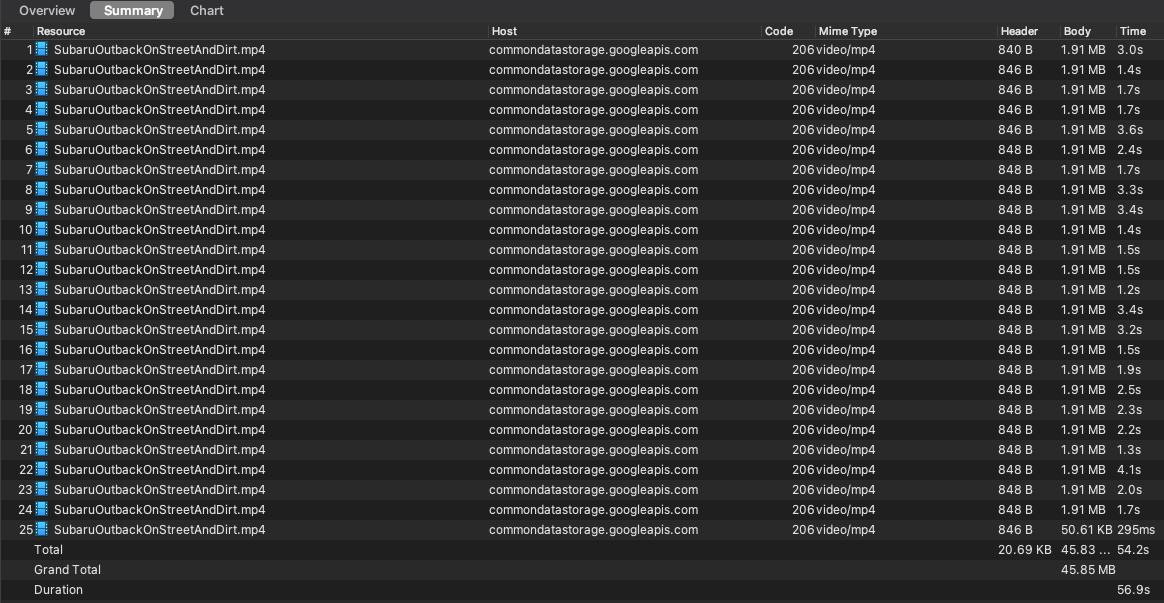 Overview Summary Chart
# Resource Host Code Mime Type Header Body Time
1 SubaruOutbackOnStreetAndDirt.mp4 commondatastorage.googleapis.com 206 video/mp4 840 B 1.91 MB 3.0s
2 SubaruOutbackOnStreetAndDirt.mp4 commondatastorage.googleapis.com 206 video/mp4 846 B 1.91 MB 1.4s
3 SubaruOutbackOnStreetAndDirt.mp4 commondatastorage.googleapis.com 206 video/mp4 846 B 1.91 MB 1.7s
4 SubaruOutbackOnStreetAndDirt.mp4 commondatastorage.googleapis.com 206 video/mp4 846 B 1.91 MB 1.7s
5 SubaruOutbackOnStreetAndDirt.mp4 commondatastorage.googleapis.com 206 video/mp4 846 B 1.91 MB 3.6s
6 SubaruOutbackOnStreetAndDirt.mp4 commondatastorage.googleapis.com 206 video/mp4 848 B 1.91 MB 2.4s
7 SubaruOutbackOnStreetAndDirt.mp4 commondatastorage.googleapis.com 206 video/mp4 848 B 1.91 MB 1.7s
8 SubaruOutbackOnStreetAndDirt.mp4 commondatastorage.googleapis.com 206 video/mp4 848 B 1.91 MB 3.3s
9 SubaruOutbackOnStreetAndDirt.mp4 commondatastorage.googleapis.com 206 video/mp4 848 B 1.91 MB 3.4s
10 SubaruOutbackOnStreetAndDirt.mp4 commondatastorage.googleapis.com 206 video/mp4 848 B 1.91 MB 1.4s
11 SubaruOutbackOnStreetAndDirt.mp4 commondatastorage.googleapis.com 206 video/mp4 848 B 1.91 MB 1.5s
12 SubaruOutbackOnStreetAndDirt.mp4 commondatastorage.googleapis.com 206 video/mp4 848 B 1.91 MB 1.5s
13 SubaruOutbackOnStreetAndDirt.mp4 commondatastorage.googleapis.com 206 video/mp4 848 B 1.91 MB 1.2s
14 SubaruOutbackOnStreetAndDirt.mp4 commondatastorage.googleapis.com 206 video/mp4 848 B 1.91 MB 3.4s
15 SubaruOutbackOnStreetAndDirt.mp4 commondatastorage.googleapis.com 206 video/mp4 848 B 1.91 MB 3.2s
16 SubaruOutbackOnStreetAndDirt.mp4 commondatastorage.googleapis.com 206 video/mp4 848 B 1.91 MB 1.5s
17 SubaruOutbackOnStreetAndDirt.mp4 commondatastorage.googleapis.com 206 video/mp4 848 B 1.91 MB 1.9s
18 SubaruOutbackOnStreetAndDirt.mp4 commondatastorage.googleapis.com 206 video/mp4 848 B 1.91 MB 2.5s
19 SubaruOutbackOnStreetAndDirt.mp4 commondatastorage.googleapis.com 206 video/mp4 848 B 1.91 MB 2.3s
20 SubaruOutbackOnStreetAndDirt.mp4 commondatastorage.googleapis.com 206 video/mp4 848 B 1.91 MB 2.2s
21 SubaruOutbackOnStreetAndDirt.mp4 commondatastorage.googleapis.com 206 video/mp4 848 B 1.91 MB 1.3s
22 SubaruOutbackOnStreetAndDirt.mp4 commondatastorage.googleapis.com 206 video/mp4 848 B 1.91 MB 4.1s
23 SubaruOutbackOnStreetAndDirt.mp4 commondatastorage.googleapis.com 206 video/mp4 848 B 1.91 MB 2.0s
24 SubaruOutbackOnStreetAndDirt.mp4 commondatastorage.googleapis.com 206 video/mp4 848 B 1.91 MB 1.7s
25 SubaruOutbackOnStreetAndDirt.mp4 commondatastorage.googleapis.com 206 video/mp4 846 B 50.61 KB 295ms
Total 20.69 KB 45.83 ... 54.2s
Grand Total 45.85 MB
Duration 56.9s